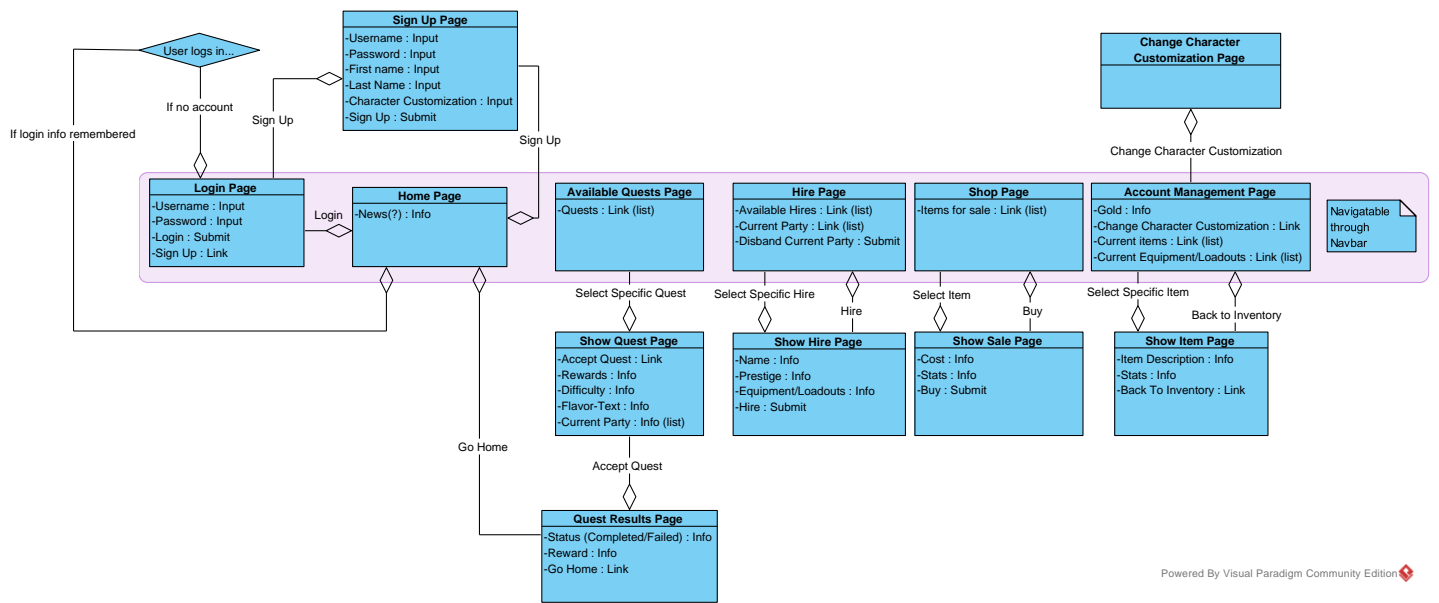 Sign Up Page
-Username : Input
-Password : Input
-First name : Input
-Last Name : Input
-Character Customization : Input
-Sign Up : Submit
User logs in...
Change Character
Customization Page
If no account
Sign Up
If login info remembered
Sign Up
Change Character Customization
Login Page
-Username : Input
-Password : Input
-Login : Submit
-Sign Up : Link
Login
Home Page
-News(?) : Info
Available Quests Page
-Quests : Link (list)
Hire Page
-Available Hires : Link (list)
-Current Party : Link (list)
-Disband Current Party : Submit
Shop Page
-Items for sale : Link (list)
Account Management Page
-Gold : Info
-Change Character Customization : Link
-Current items : Link (list)
-Current Equipment/Loadouts : Link (list)
Navigatable
through
Navbar
Select Specific Quest
Select Specific Hire
Hire
Select Item
Buy
Select Specific Item
Back to Inventory
Show Quest Page
-Accept Quest : Link
-Rewards : Info
-Difficulty : Info
-Flavor-Text : Info
-Current Party : Info (list)
Show Hire Page
-Name : Info
-Prestige : Info
-Equipment/Loadouts : Info
-Hire : Submit
Show Sale Page
-Cost : Info
-Stats : Info
-Buy : Submit
Show Item Page
-Item Description : Info
-Stats : Info
-Back To Inventory : Link
Go Home
Accept Quest
Quest Results Page
-Status (Completed/Failed) : Info
-Reward : Info
-Go Home : Link
Powered By Visual Paradigm Community Edition